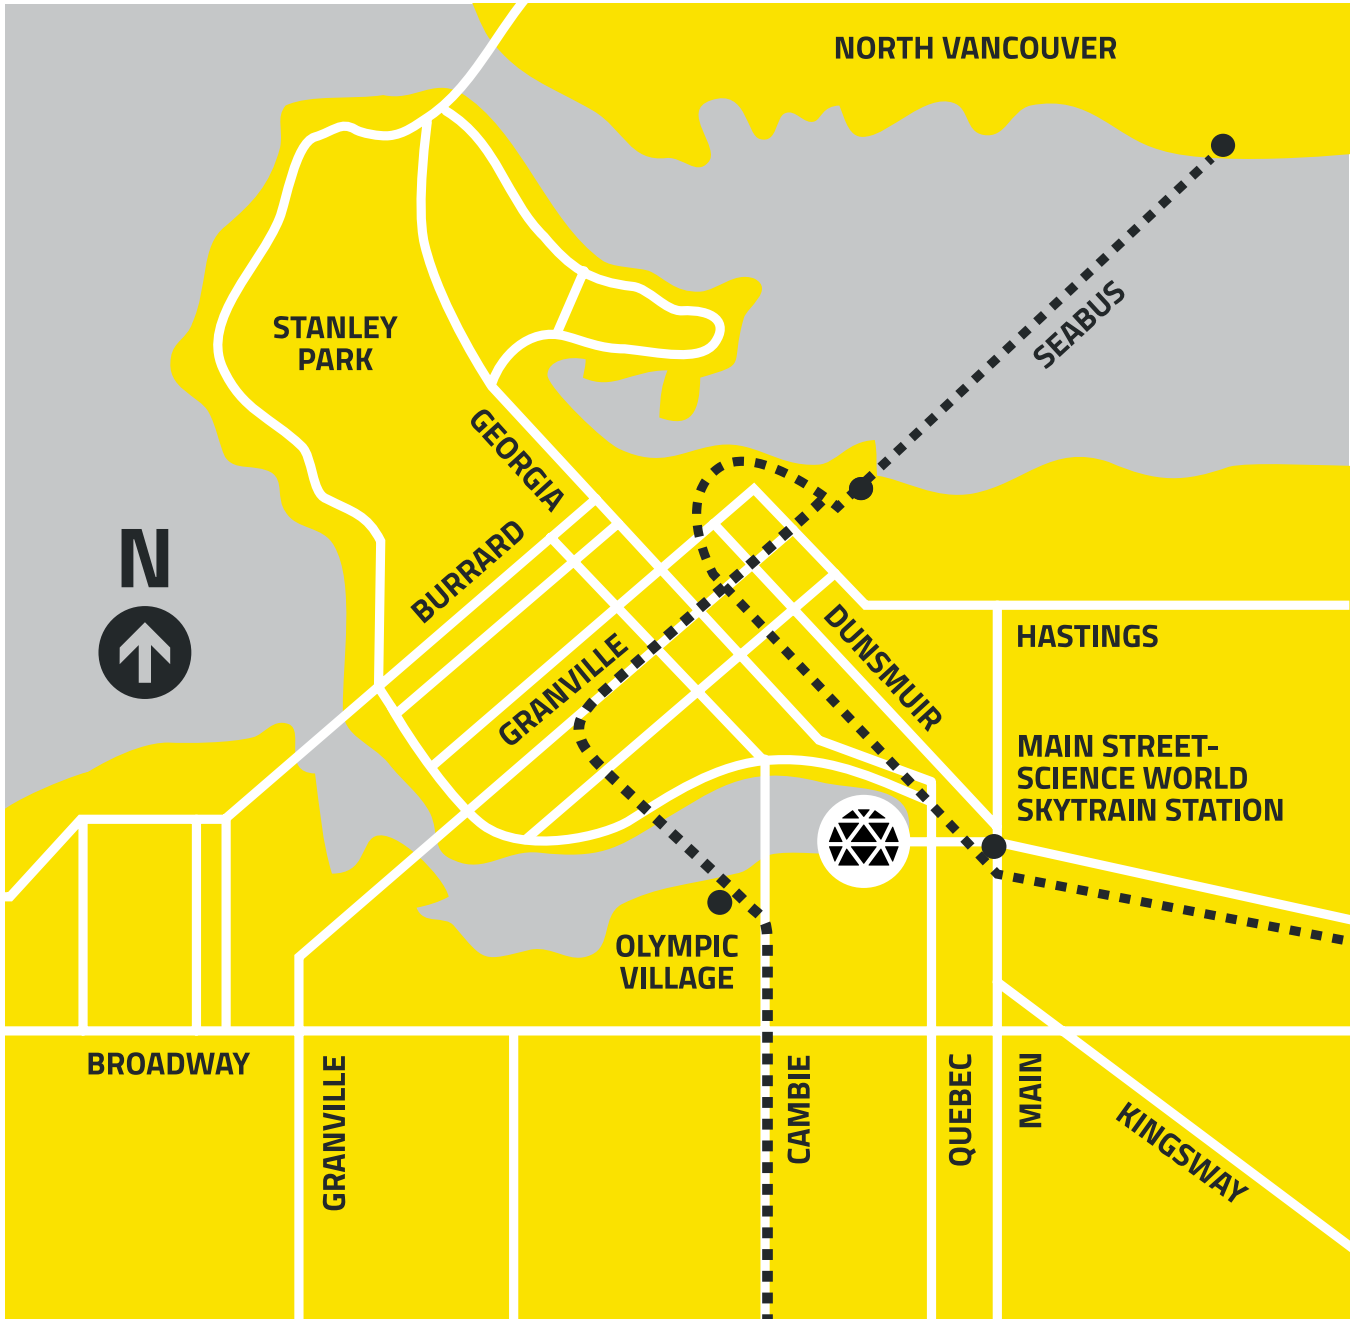 NORTH VANCOUVER
STANLEY
PARK
SEABUS
GEORGIA
N
BURRARD
GRANVILLE
DUNSMUIR
HASTINGS
MAIN STREET-
SCIENCE WORLD
SKYTRAIN STATION
OLYMPIC
VILLAGE
BROADWAY
GRANVILLE
CAMBIE
QUEBEC
MAIN
KINGSWAY